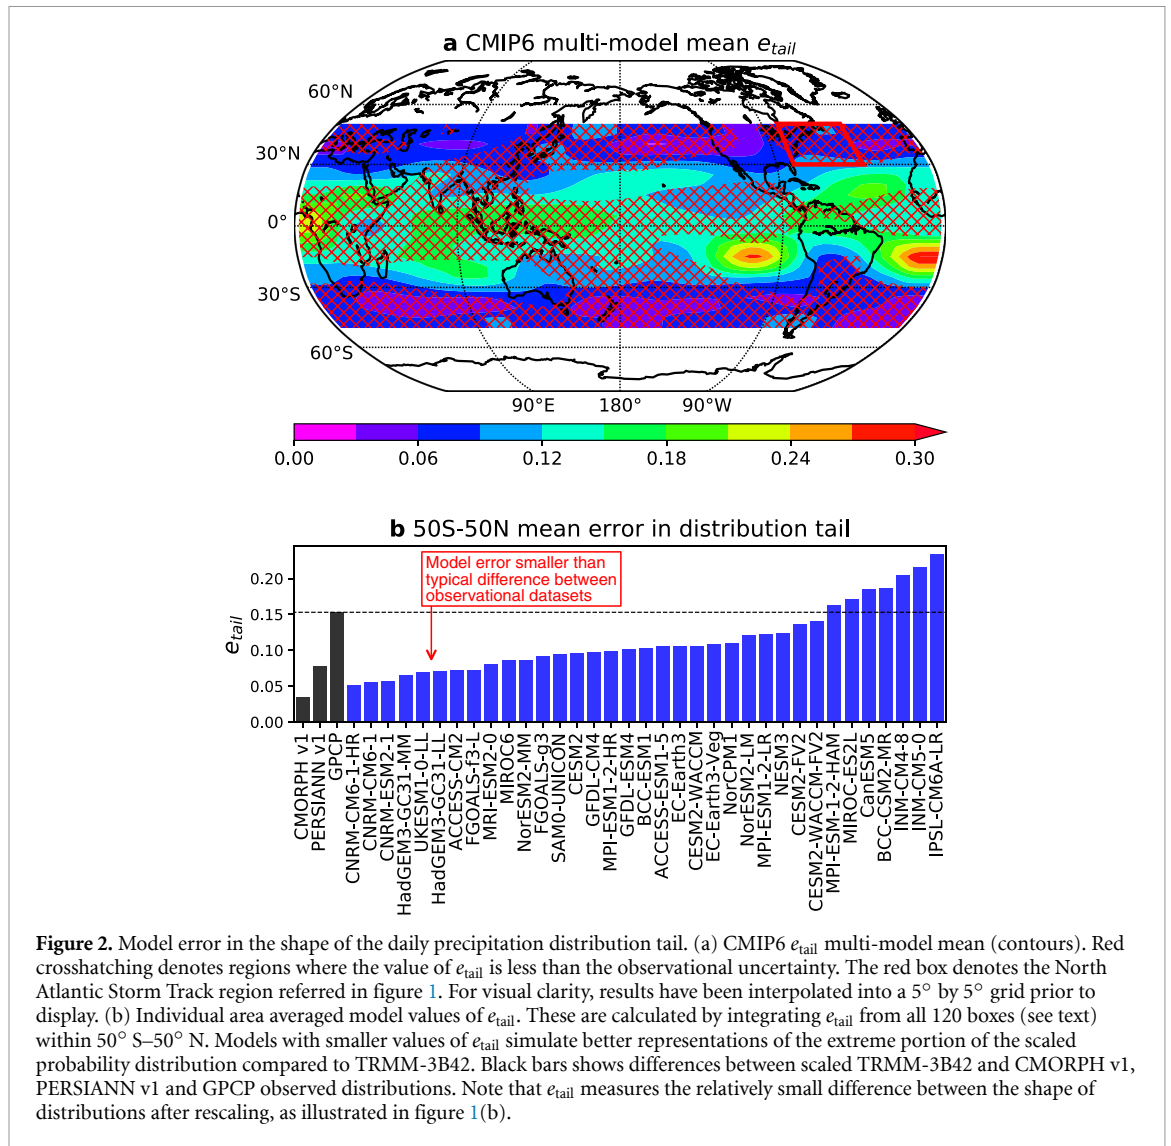 a CMIP6 multi-model mean e_tail
60°N
30°N
0°
30°S
60°S
90°E 180° 90°W
0.00 0.06 0.12 0.18 0.24 0.30
b 50S-50N mean error in distribution tail
Model error smaller than
typical difference between
observational datasets
e_tail
0.20
0.15
0.10
0.05
0.00
CMORPH v1
PERSIANN v1
GPCP
CNRM-CM6-1-HR
CNRM-CM6-1
CNRM-ESM2-1
HadGEM3-GC31-MM
UKESM1-0-LL
HadGEM3-GC31-LL
ACCESS-CM2
FGOALS-f3-L
MRI-ESM2-0
MIROC6
NorESM2-MM
FGOALS-g3
SAM0-UNICON
CESM2
GFDL-CM4
MPI-ESM1-2-HR
GFDL-ESM4
BCC-ESM1
ACCESS-ESM1-5
EC-Earth3
CESM2-WACCM
EC-Earth3-Veg
NorCPM1
NorESM2-LM
MPI-ESM1-2-LR
NESM3
CESM2-FV2
CESM2-WACCM-FV2
MPI-ESM-1-2-HAM
MIROC-ES2L
CanESM5
BCC-CSM2-MR
INM-CM4-8
INM-CM5-0
IPSL-CM6A-LR
Figure 2. Model error in the shape of the daily precipitation distribution tail. (a) CMIP6 e_tail multi-model mean (contours). Red
crosshatching denotes regions where the value of e_tail is less than the observational uncertainty. The red box denotes the North
Atlantic Storm Track region referred in figure 1. For visual clarity, results have been interpolated into a 5° by 5° grid prior to
display. (b) Individual area averaged model values of e_tail. These are calculated by integrating e_tail from all 120 boxes (see text)
within 50° S–50° N. Models with smaller values of e_tail simulate better representations of the extreme portion of the scaled
probability distribution compared to TRMM-3B42. Black bars shows differences between scaled TRMM-3B42 and CMORPH v1,
PERSIANN v1 and GPCP observed distributions. Note that e_tail measures the relatively small difference between the shape of
distributions after rescaling, as illustrated in figure 1(b).